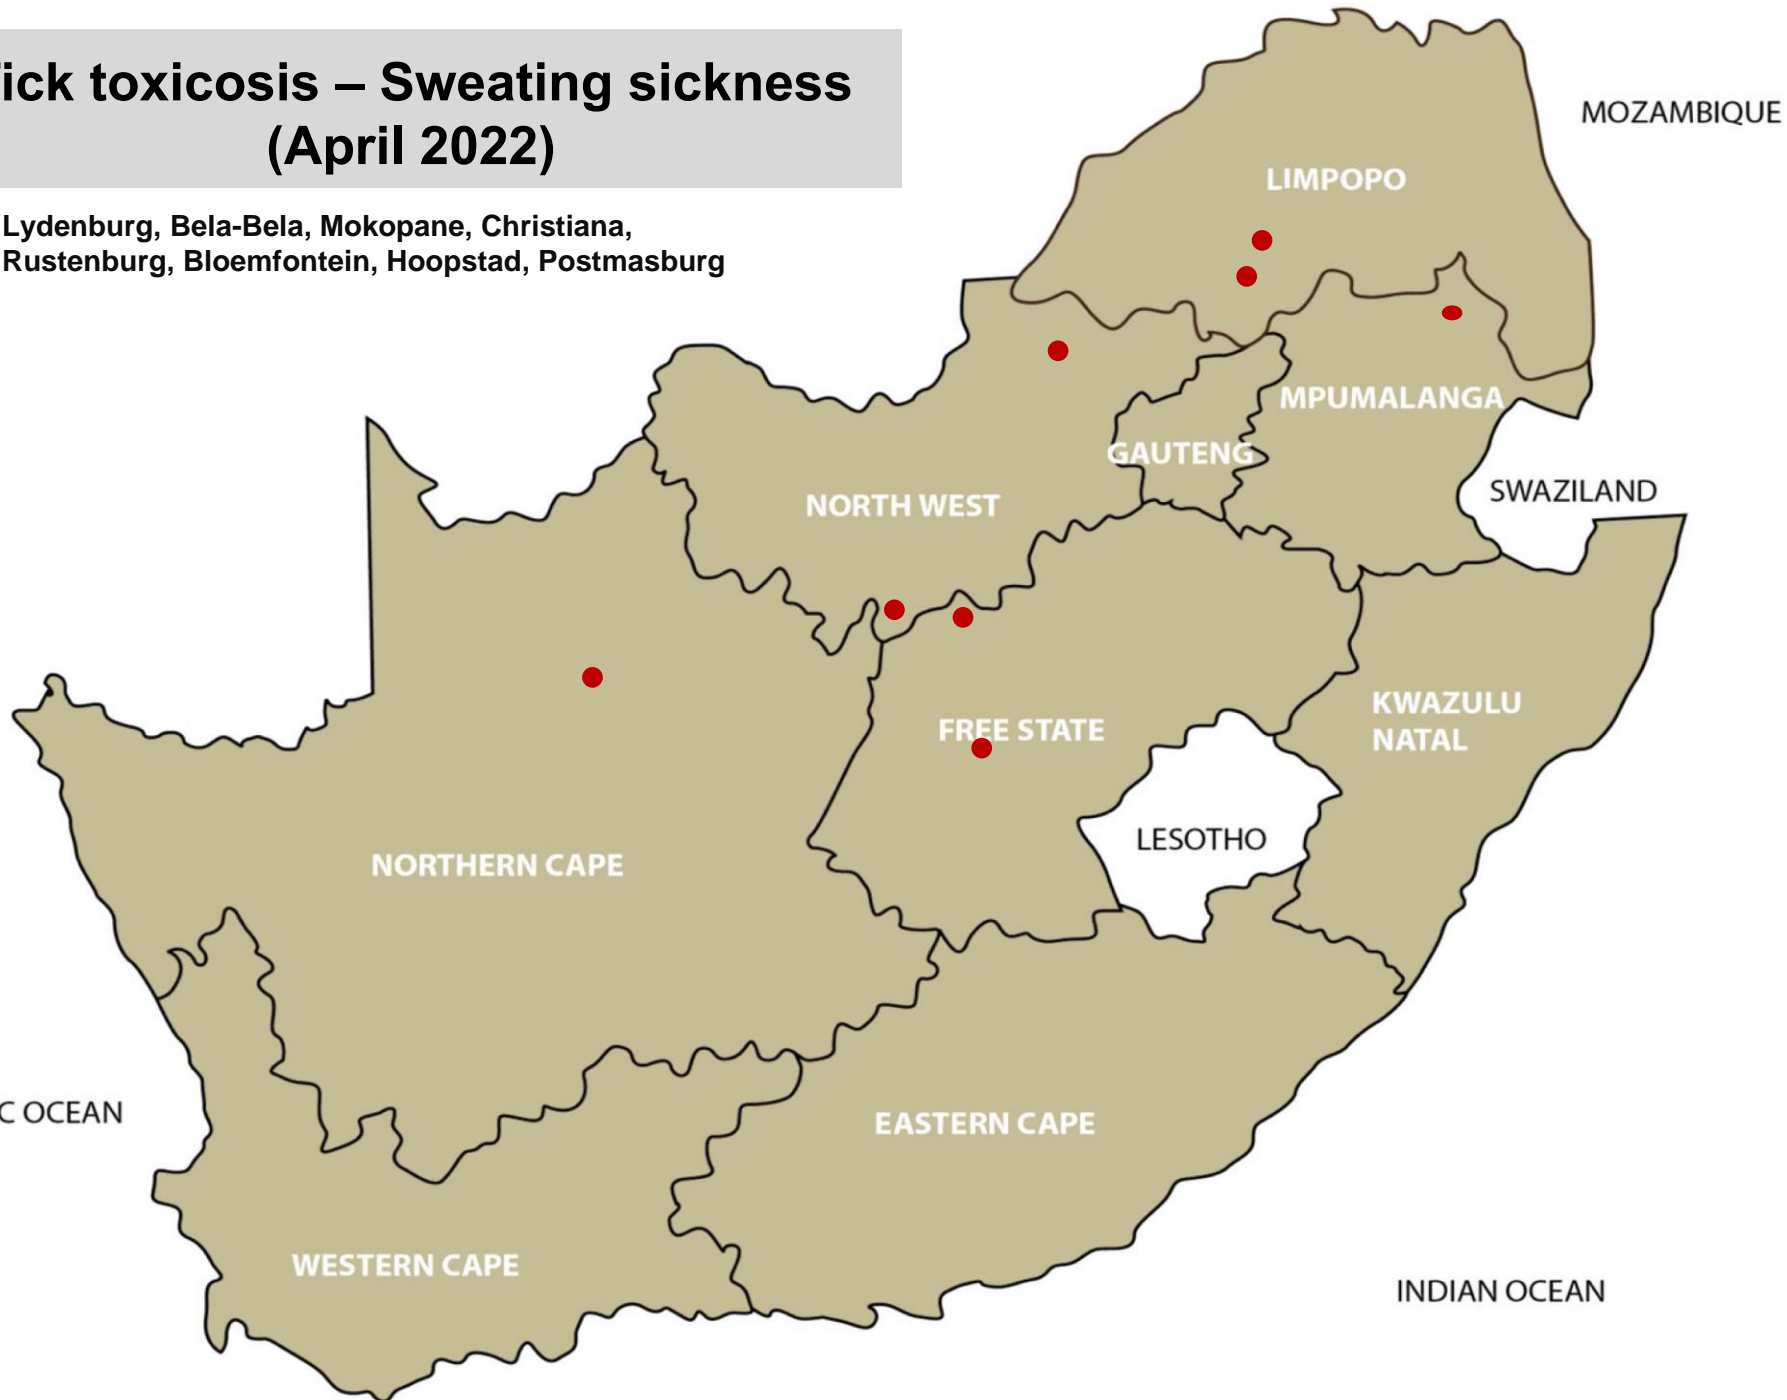 ick toxicosis – Sweating sickness
(April 2022)
Lydenburg, Bela-Bela, Mokopane, Christiana,
Rustenburg, Bloemfontein, Hoopstad, Postmasburg
MOZAMBIQUE
LIMPOPO
MPUMALANGA
GAUTENG
SWAZILAND
NORTH WEST
KWAZULU
NATAL
FREE STATE
LESOTHO
NORTHERN CAPE
C OCEAN
EASTERN CAPE
WESTERN CAPE
INDIAN OCEAN